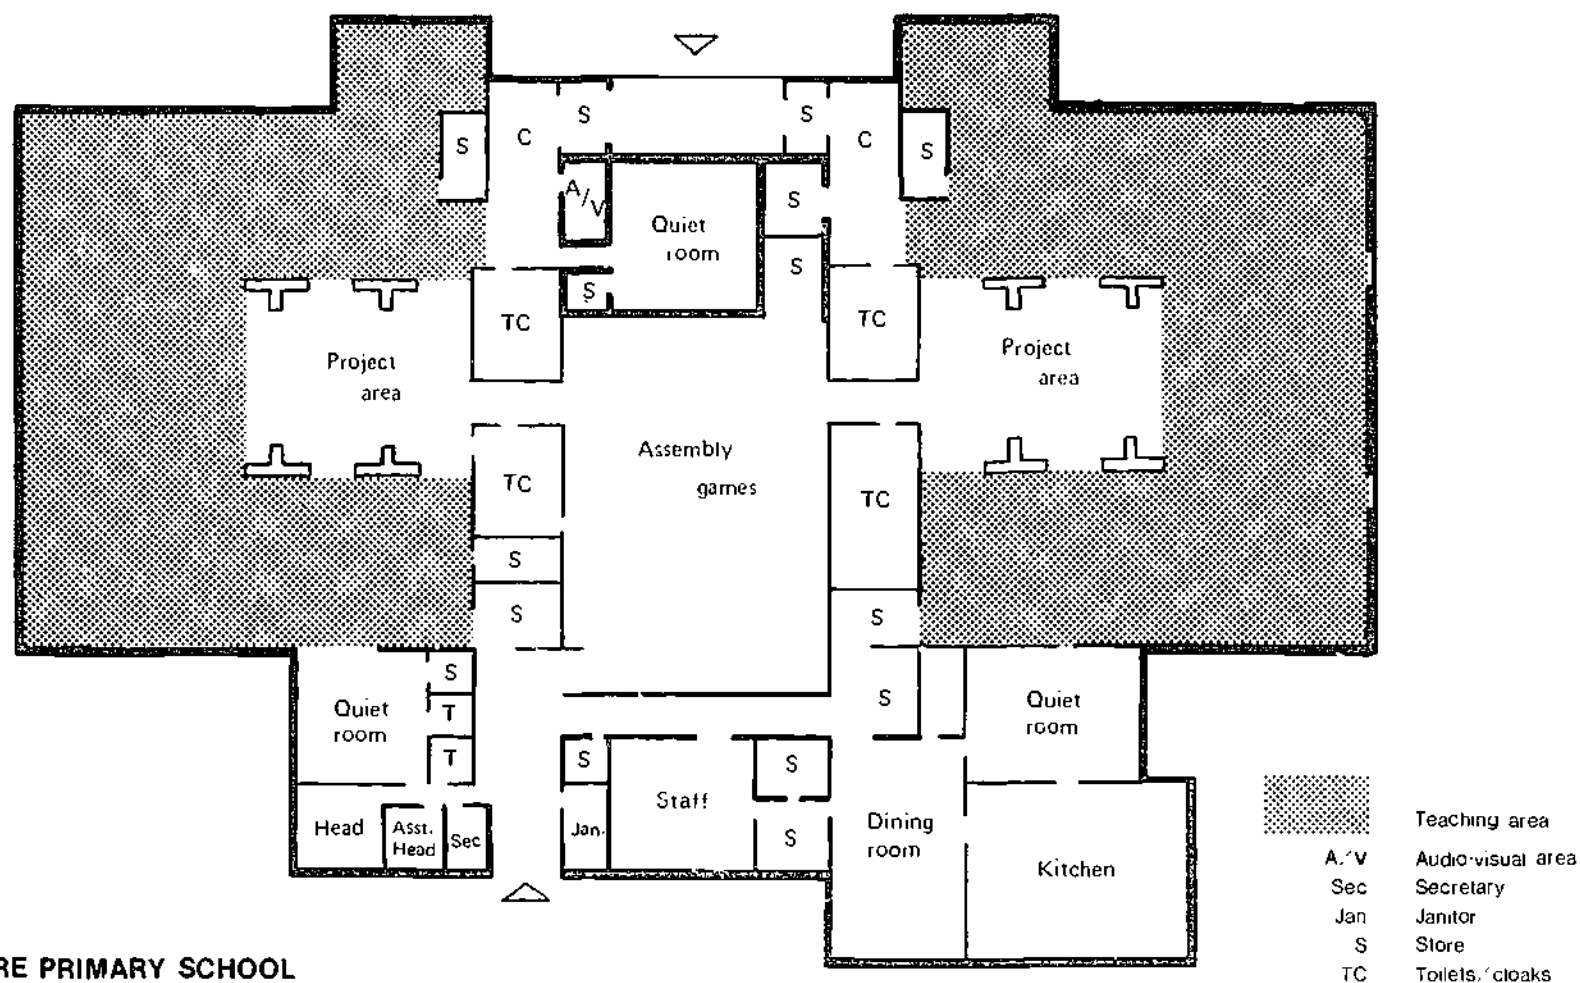 S
S
C
C
S
S
A/V
S
Quiet
room
S
S
TC
TC
Project
area
Project
area
Assembly
games
TC
TC
S
S
S
S
Quiet
room
T
T
S
Quiet
room
S
S
Staff
Head
Asst.
Head
Sec
Jan.
S
Dining
room
Kitchen
Teaching area
A/V Audio-visual area
Sec Secretary
Jan Janitor
S Store
TC Toilets/cloaks
RE PRIMARY SCHOOL